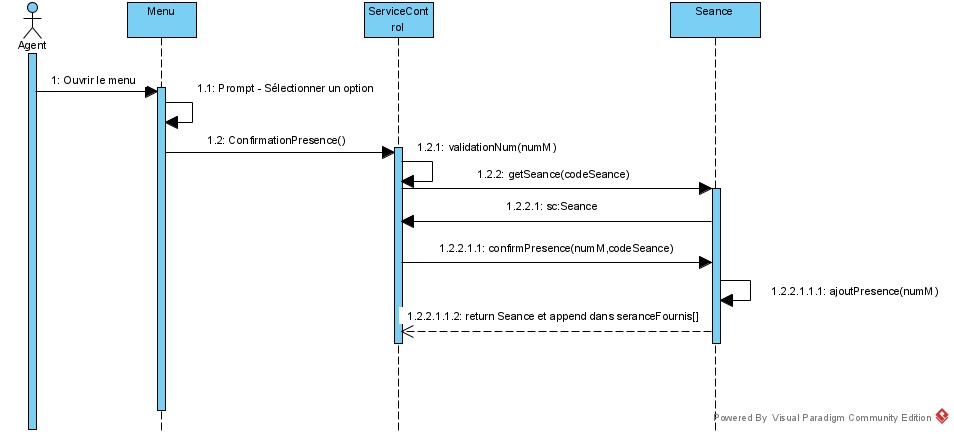 Agent
Menu
ServiceCont
rol
Seance
1: Ouvrir le menu
1.1: Prompt - Sélectionner un option
1.2: ConfirmationPresence()
1.2.1: validationNum(numM)
1.2.2: getSeance(codeSeance)
1.2.2.1: sc:Seance
1.2.2.1.1: confirmPresence(numM,codeSeance)
1.2.2.1.1.1: ajoutPresence(numM)
1.2.2.1.1.2: return Seance et append dans seranceFournis[]
Powered By Visual Paradigm Community Edition